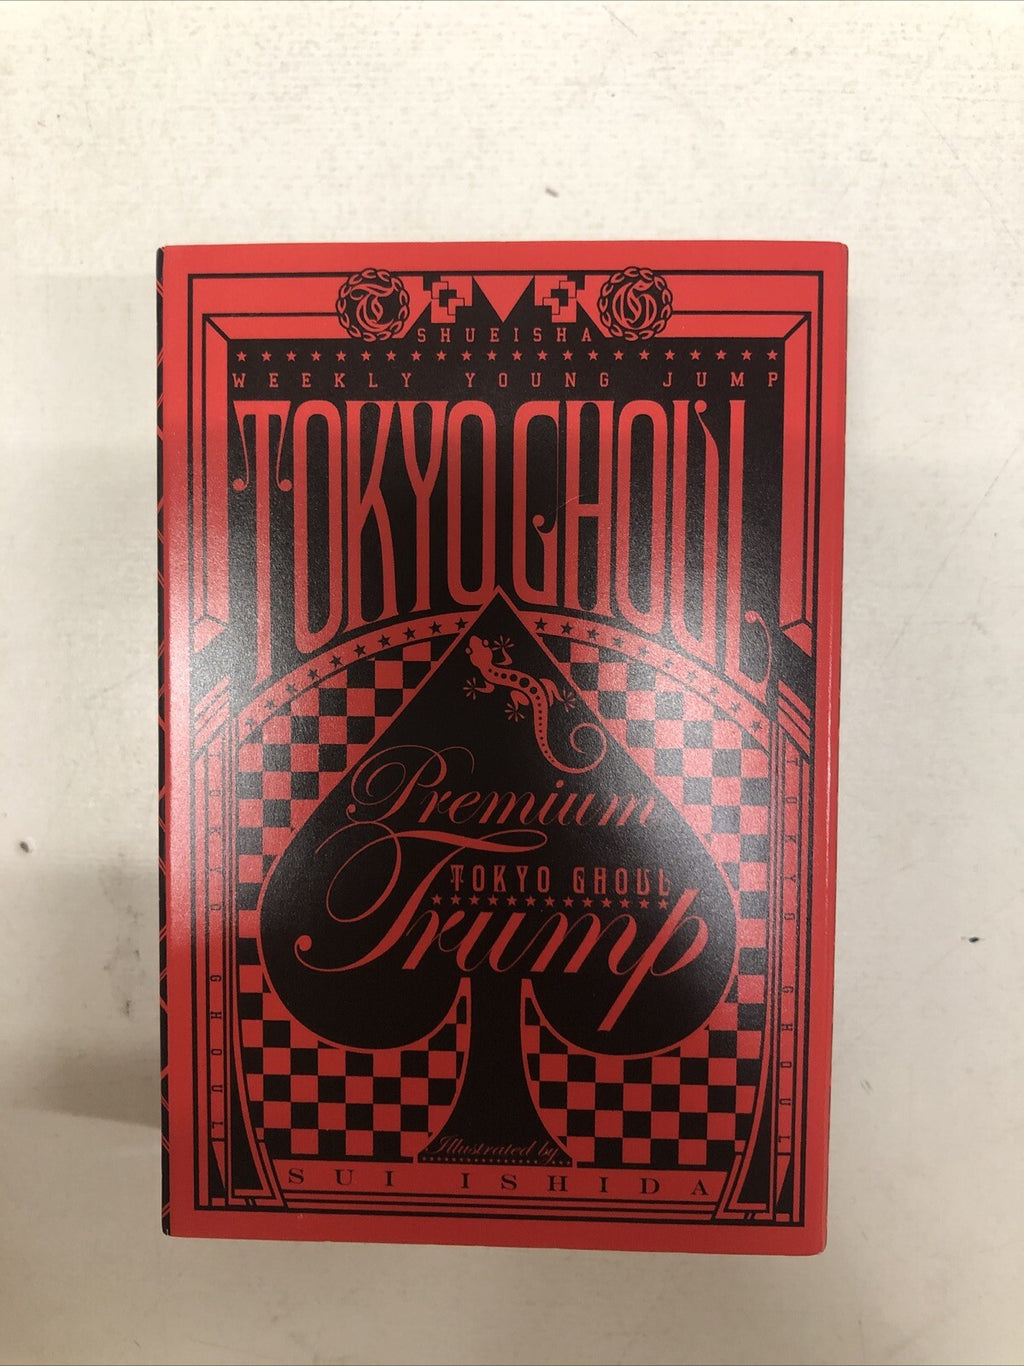 T G
SHUEISHA
WEEKLY YOUNG JUMP
TOKYO GHOUL
Premium
TOKYO GHOUL
Trump
TOKYO GHOUL
TOKYO GHOUL
Illustrated by
SUI ISHIDA